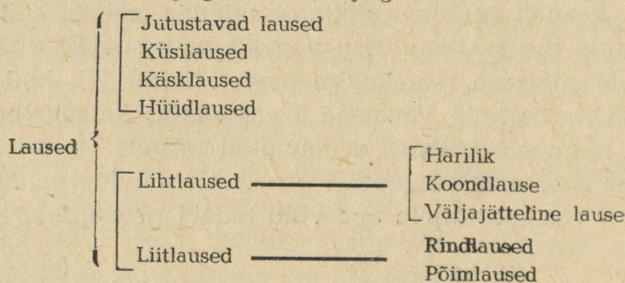 Jutustavad laused
Küsilaused
Käsklaused
Hüüdlaused
Laused
Lihtlaused
Harilik
Koondlause
Väljajätteline lause
Liitlaused
Rindlaused
Põimlaused